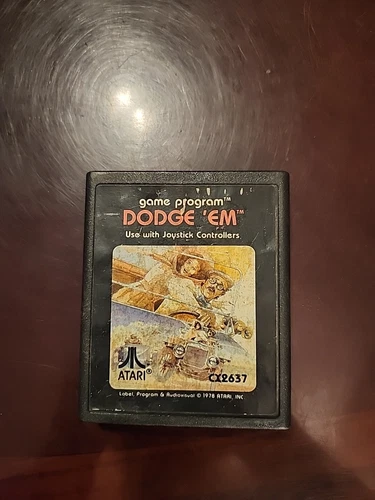 game program™
DODGE 'EM™
Use with Joystick Controllers
ATARI®
CX2637
Label, Program & Audiovisual © 1978 ATARI, INC